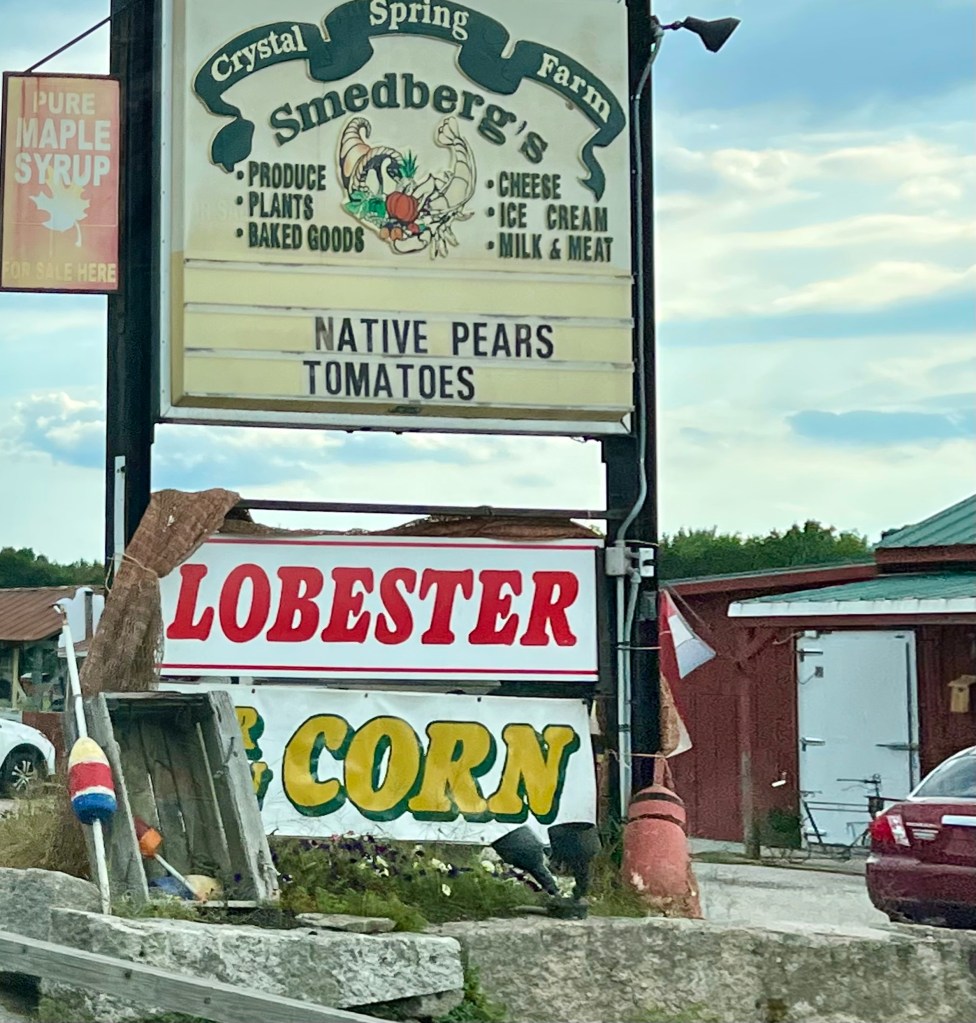 Crystal Spring Farm
Smedberg's
• PRODUCE
• PLANTS
• BAKED GOODS
• CHEESE
• ICE CREAM
• MILK & MEAT
PURE
MAPLE
SYRUP
FOR SALE HERE
NATIVE PEARS
TOMATOES
LOBESTER
CORN